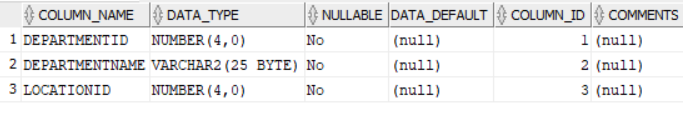 COLUMN_NAME DATA_TYPE NULLABLE DATA_DEFAULT COLUMN_ID COMMENTS
1 DEPARTMENTID NUMBER(4,0) No (null) 1 (null)
2 DEPARTMENTNAME VARCHAR2(25 BYTE) No (null) 2 (null)
3 LOCATIONID NUMBER(4,0) No (null) 3 (null)